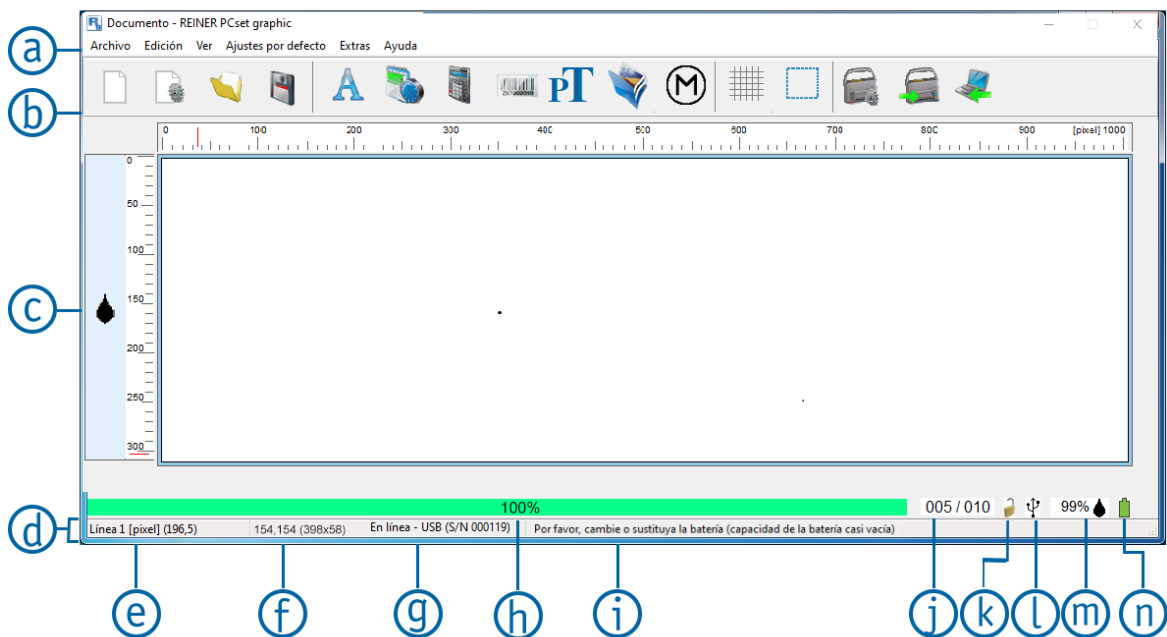 Documento - REINER PCset graphic
a
Archivo Edición Ver Ajustes por defecto Extras Ayuda
A pT M
b
0 100 200 300 400 500 600 700 800 900 [pixel] 1000
0
50
100
150
c
200
250
300
100% 005 / 010 99%
d
Línea 1 [pixel] (196,5) 154,154 (398x58) En línea - USB (S/N 000119) Por favor, cambie o sustituya la batería (capacidad de la batería casi vacía)
e f g h i j k l m n